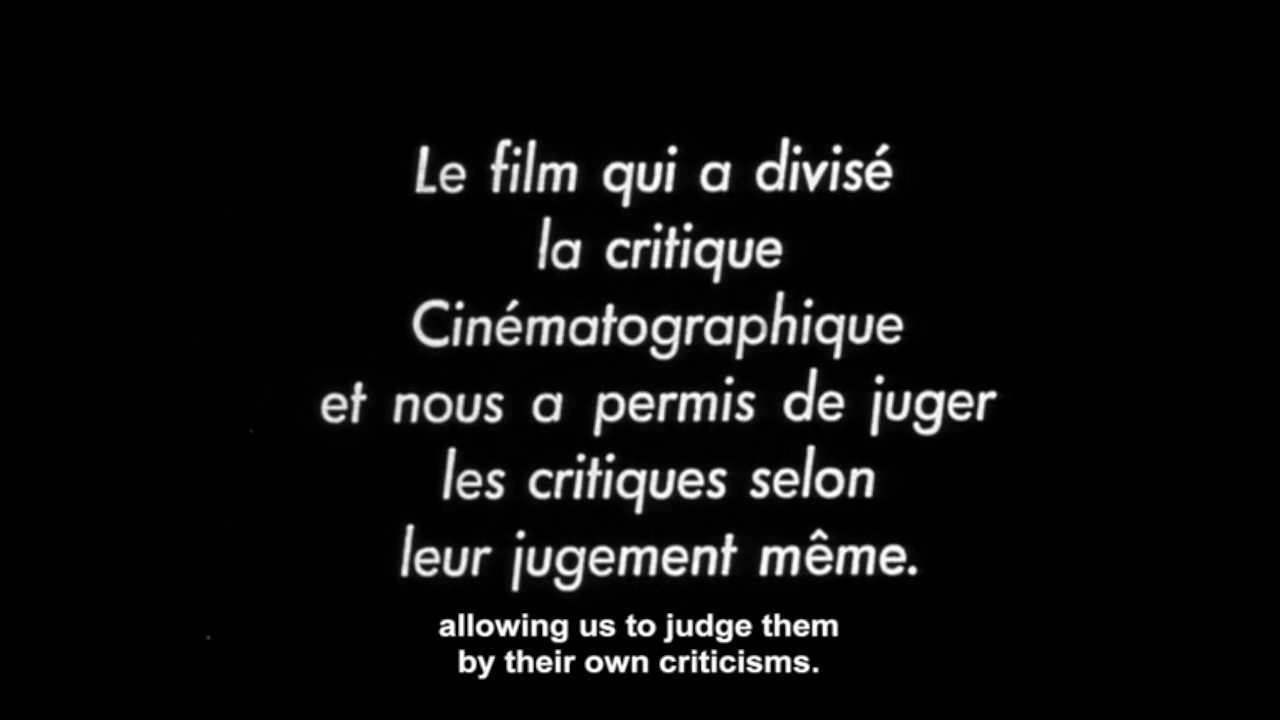 Le film qui a divisé
la critique
Cinématographique
et nous a permis de juger
les critiques selon
leur jugement même.
allowing us to judge them
by their own criticisms.